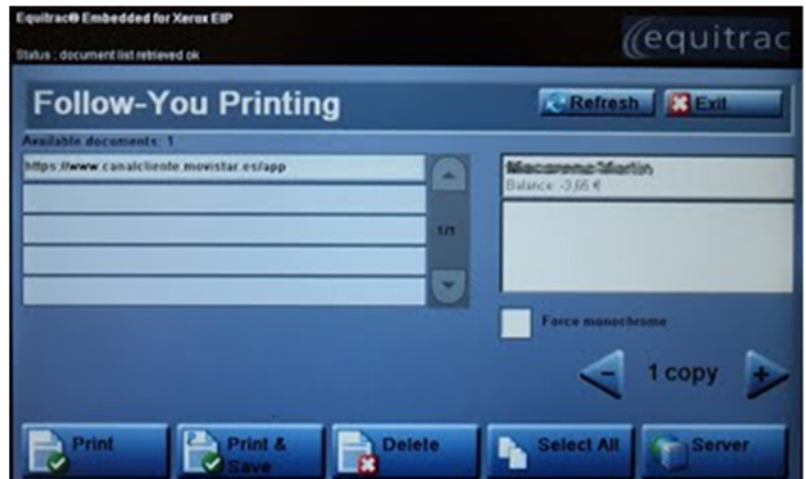 Equitrac® Embedded for Xerox EIP
equitrac
Status : document list retrieved ok
Follow-You Printing
Refresh
Exit
Available documents: 1
https://www.canalcliente.movistar.es/app
Balance: -3,65 €
1/1
Force monochrome
- 1 copy +
Print
Print & Save
Delete
Select All
Server